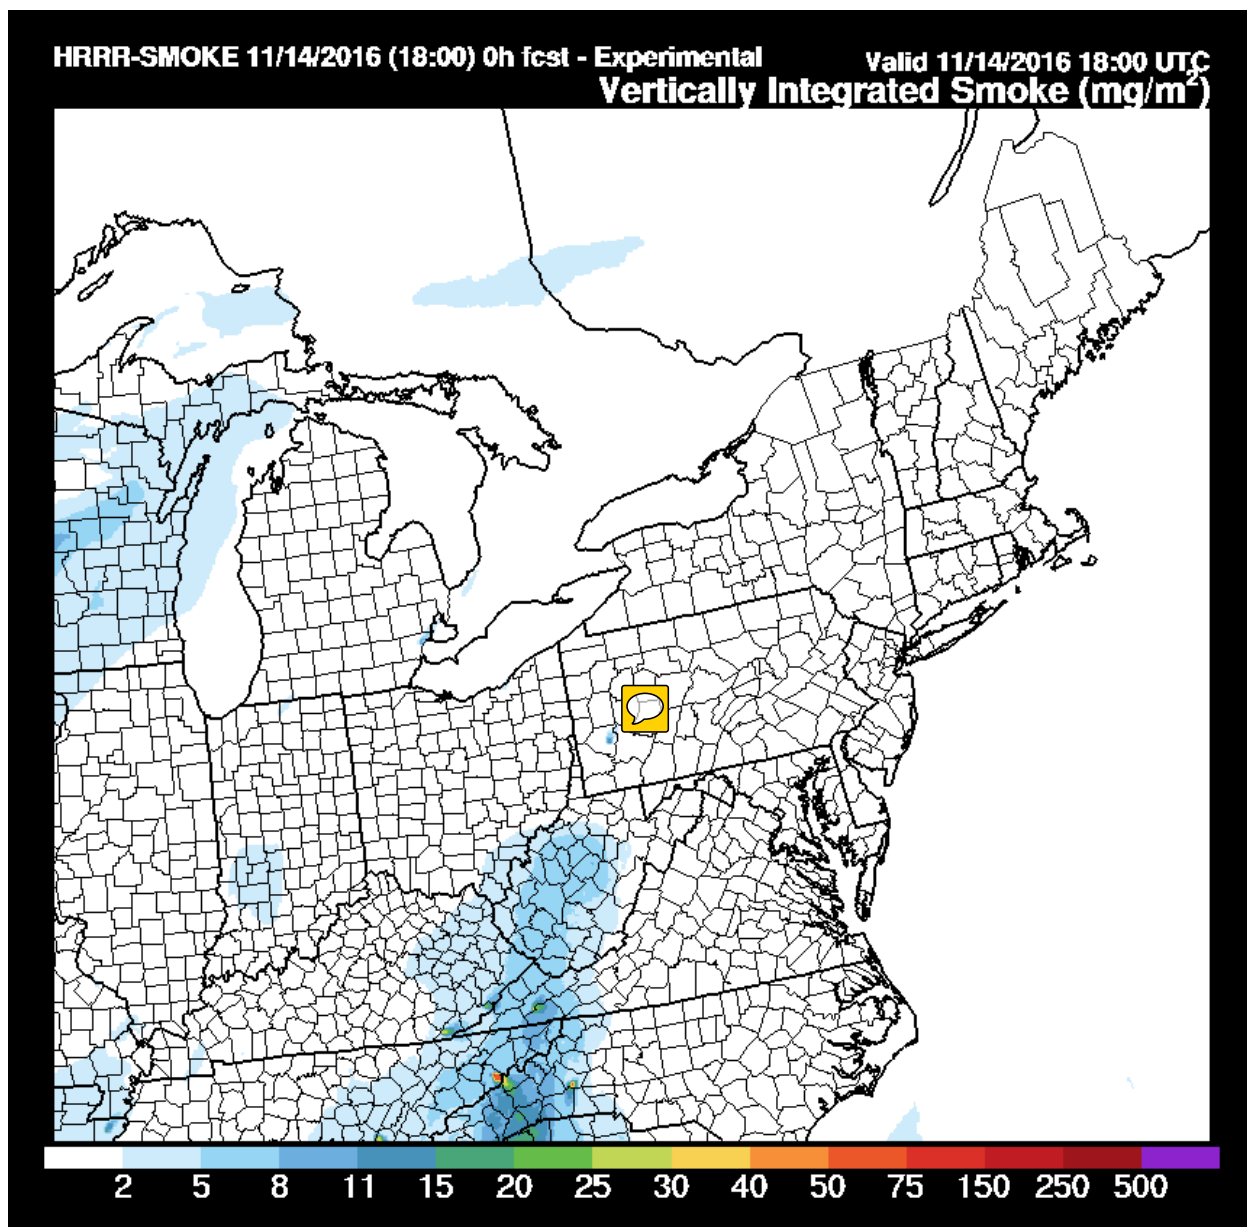 HRRR-SMOKE 11/14/2016 (18:00) 0h fcst - Experimental
Valid 11/14/2016 18:00 UTC
Vertically Integrated Smoke (mg/m²)
2 5 8 11 15 20 25 30 40 50 75 150 250 500